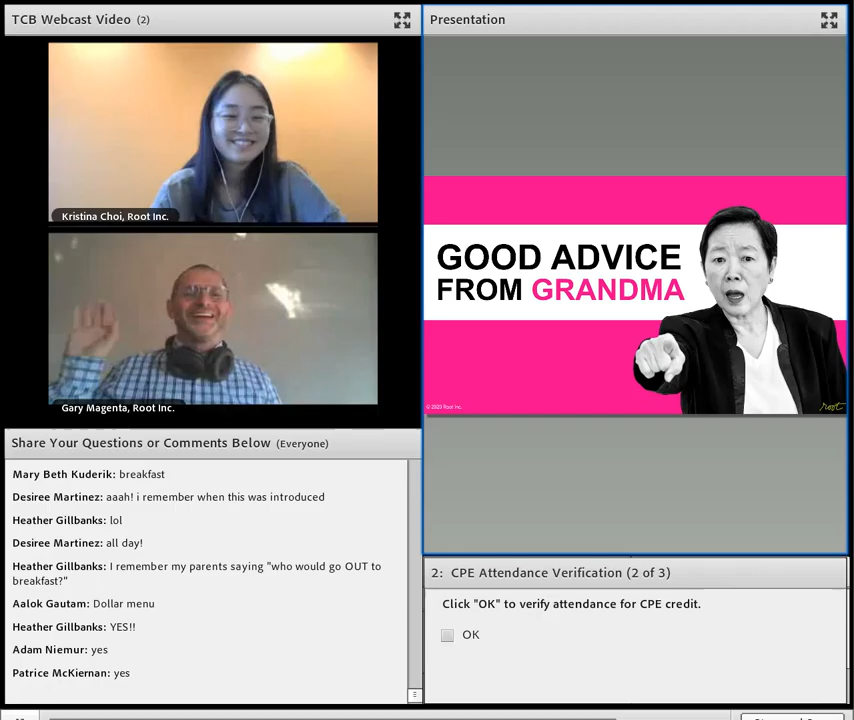 TCB Webcast Video (2)
Kristina Choi, Root Inc.
Gary Magenta, Root Inc.
Share Your Questions or Comments Below (Everyone)
Mary Beth Kuderik: breakfast
Desiree Martinez: aaah! i remember when this was introduced
Heather Gillbanks: lol
Desiree Martinez: all day!
Heather Gillbanks: I remember my parents saying "who would go OUT to
breakfast?"
Aalok Gautam: Dollar menu
Heather Gillbanks: YES!!
Adam Niemur: yes
Patrice McKiernan: yes
Presentation
GOOD ADVICE
FROM GRANDMA
root
2: CPE Attendance Verification (2 of 3)
Click "OK" to verify attendance for CPE credit.
OK